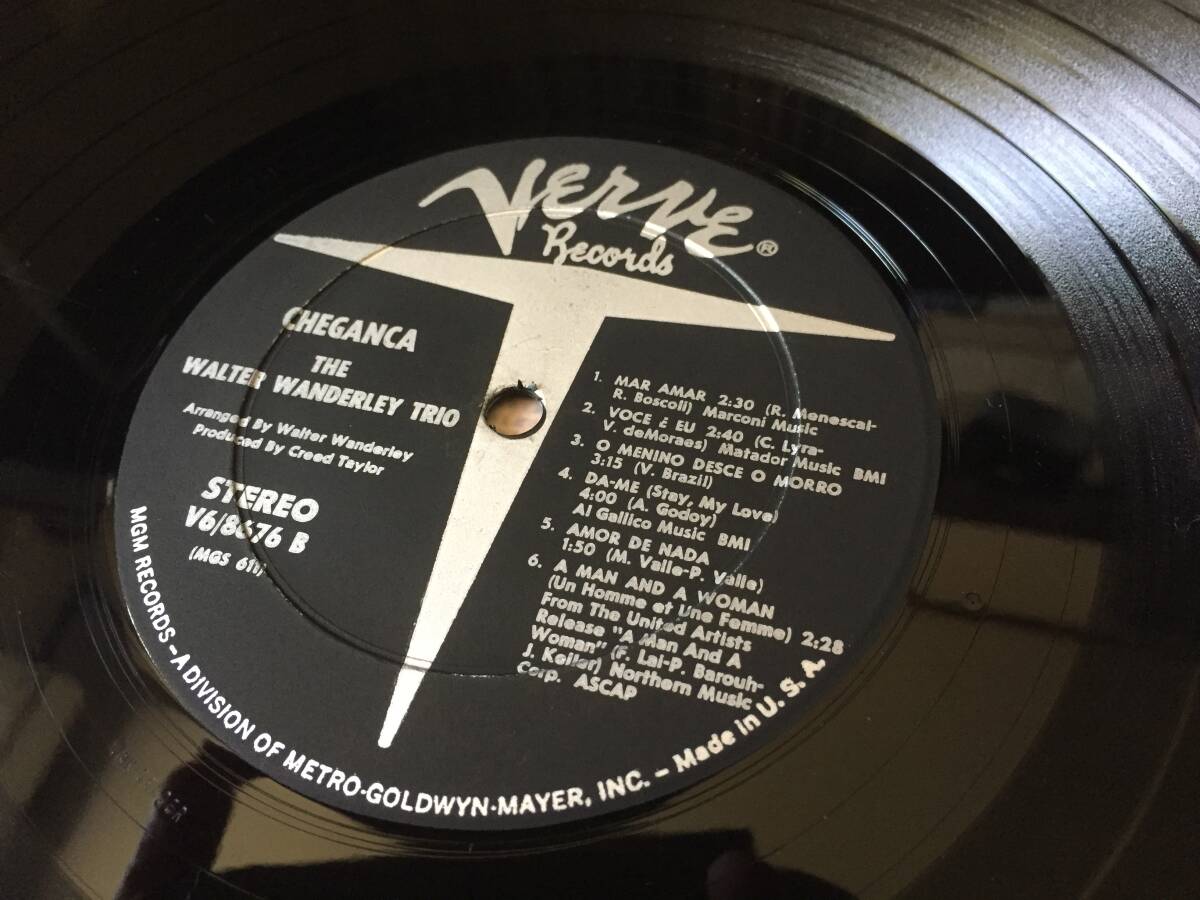 Verve®
Records
CHEGANCA
THE
WALTER WANDERLEY TRIO
Arranged By Walter Wanderley
Produced By Creed Taylor
STEREO
V6/8676 B
(MGS 611)
1. MAR AMAR 2:30 (R. Menescal-
R. Boscoli) Marconi Music
2. VOCE é EU 2:40 (C. Lyra-
V. deMoraes) Matador Music BMI
3. O MENINO DESCE O MORRO
3:15 (V. Brazil)
4. DA-ME (Stay, My Love)
4:00 (A. Godoy)
Al Gallico Music BMI
5. AMOR DE NADA
1:50 (M. Valle-P. Valle)
6. A MAN AND A WOMAN
(Un Homme et Une Femme) 2:28
From The United Artists
Release "A Man And A
Woman" (F. Lai-P. Barouh-
J. Keller) Northern Music
Corp. ASCAP
MGM RECORDS – A DIVISION OF METRO-GOLDWYN-MAYER, INC. – Made in U.S.A.